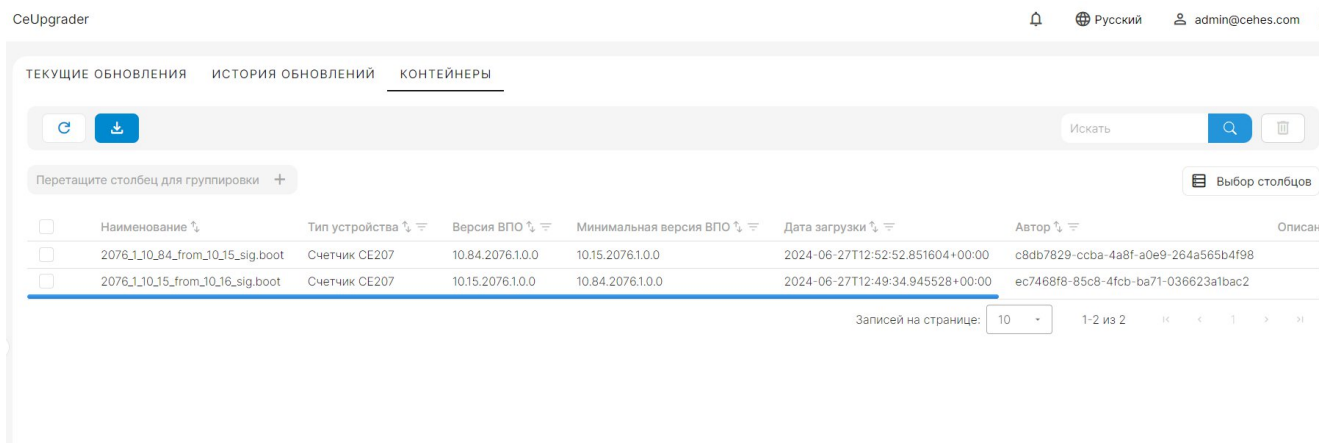 CeUpgrader Русский admin@cehes.com
ТЕКУЩИЕ ОБНОВЛЕНИЯ ИСТОРИЯ ОБНОВЛЕНИЙ КОНТЕЙНЕРЫ
Искать
Перетащите столбец для группировки + Выбор столбцов
Наименование Тип устройства Версия ВПО Минимальная версия ВПО Дата загрузки Автор Описан
2076_1_10_84_from_10_15_sig.boot Счетчик CE207 10.84.2076.1.0.0 10.15.2076.1.0.0 2024-06-27T12:52:52.851604+00:00 c8db7829-ccba-4a8f-a0e9-264a565b4f98
2076_1_10_15_from_10_16_sig.boot Счетчик CE207 10.15.2076.1.0.0 10.84.2076.1.0.0 2024-06-27T12:49:34.945528+00:00 ec7468f8-85c8-4fcb-ba71-036623a1bac2
Записей на странице: 10 1-2 из 2 1